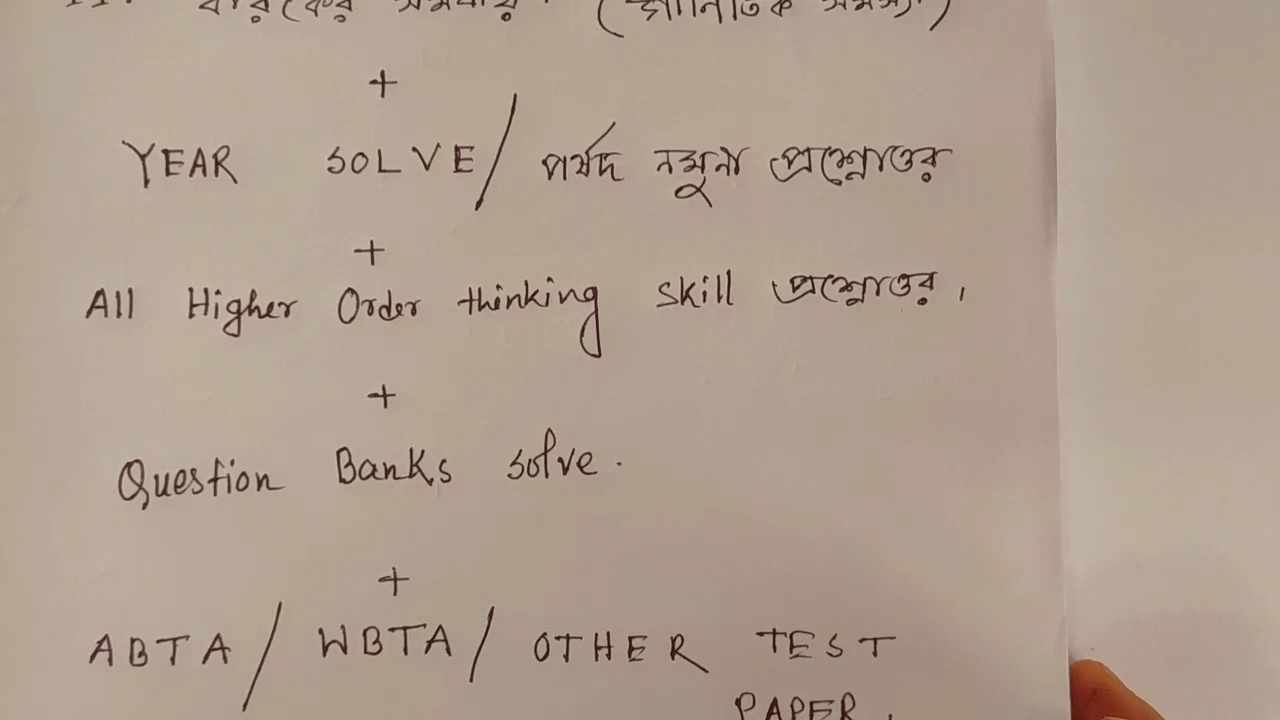 (গাণিতিক সমস্যা)
+
YEAR SOLVE / পর্ষদ নমুনা প্রশ্নোত্তর
+
All Higher Order thinking skill প্রশ্নোত্তর,
+
Question Banks solve.
+
ABTA / WBTA / OTHER TEST
PAPER.